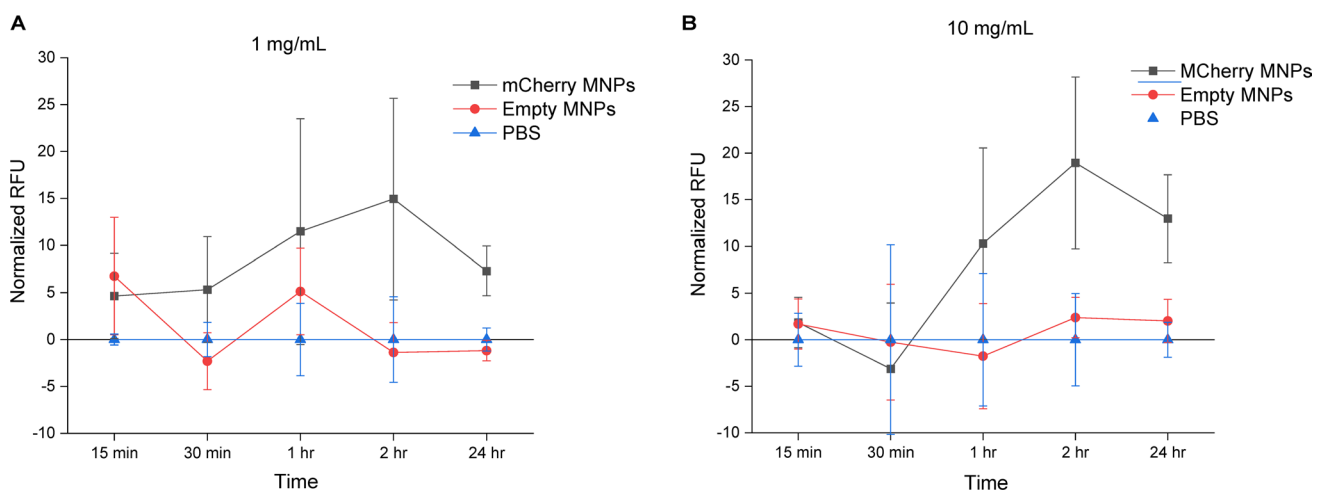 A
1 mg/mL
30
25
20
15
10
5
0
-5
-10
Normalized RFU
mCherry MNPs
Empty MNPs
PBS
15 min 30 min 1 hr 2 hr 24 hr
Time
B
10 mg/mL
30
25
20
15
10
5
0
-5
-10
Normalized RFU
MCherry MNPs
Empty MNPs
PBS
15 min 30 min 1 hr 2 hr 24 hr
Time